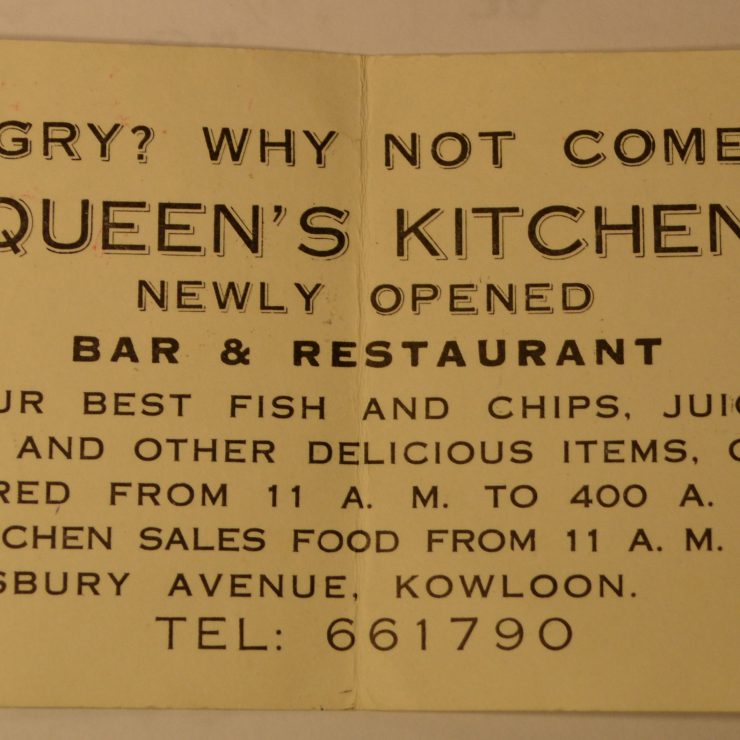 GRY? WHY NOT COME
QUEEN'S KITCHEN
NEWLY OPENED
BAR & RESTAURANT
UR BEST FISH AND CHIPS, JUIC
AND OTHER DELICIOUS ITEMS, O
RED FROM 11 A. M. TO 400 A.
CHEN SALES FOOD FROM 11 A. M.
SBURY AVENUE, KOWLOON.
TEL: 661790